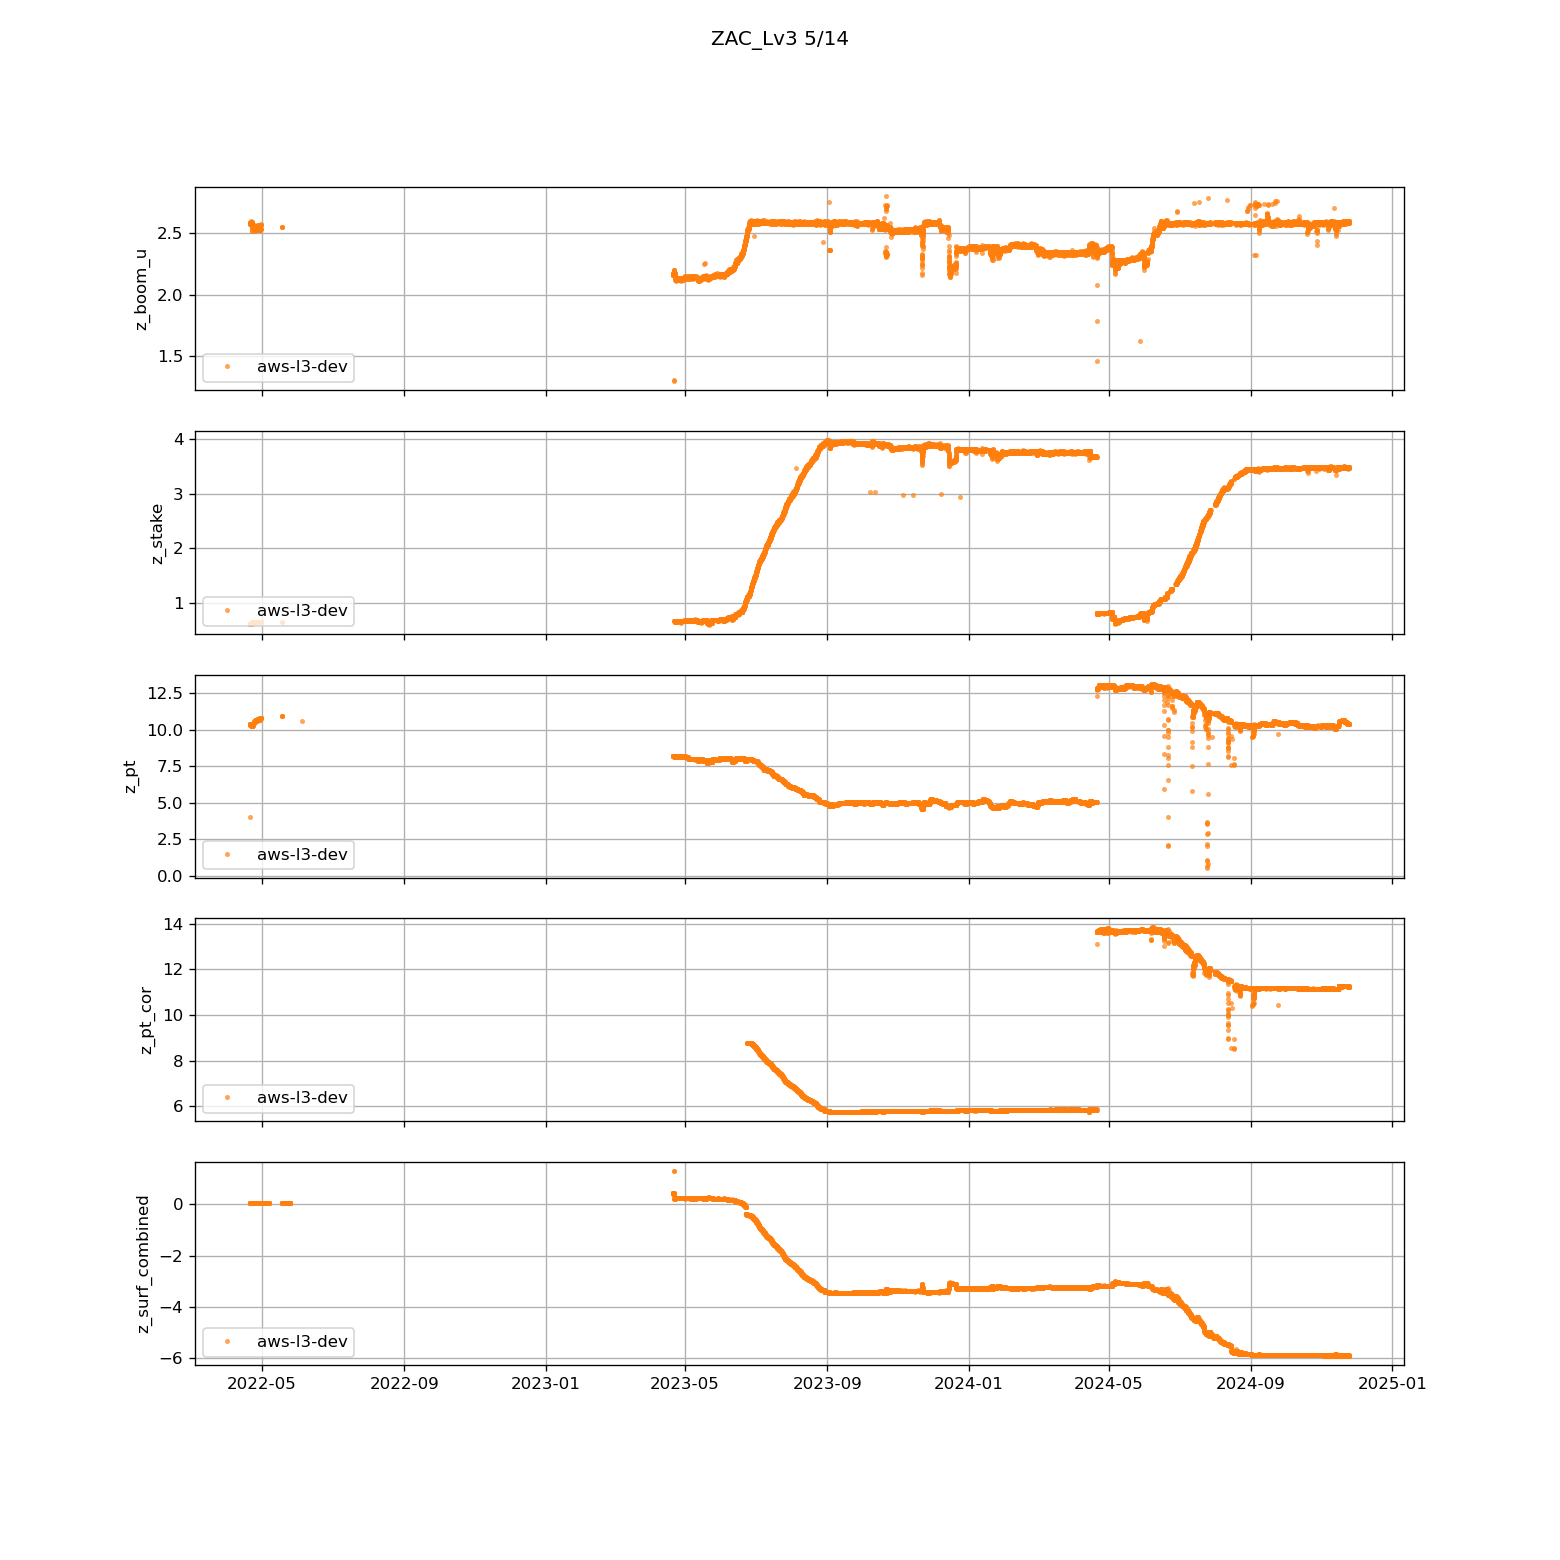 ZAC_Lv3 5/14
z_boom_u
2.5
2.0
1.5
aws-l3-dev
z_stake
4
3
2
1
aws-l3-dev
z_pt
12.5
10.0
7.5
5.0
2.5
0.0
aws-l3-dev
z_pt_cor
14
12
10
8
6
aws-l3-dev
z_surf_combined
0
−2
−4
−6
aws-l3-dev
2022-05 2022-09 2023-01 2023-05 2023-09 2024-01 2024-05 2024-09 2025-01